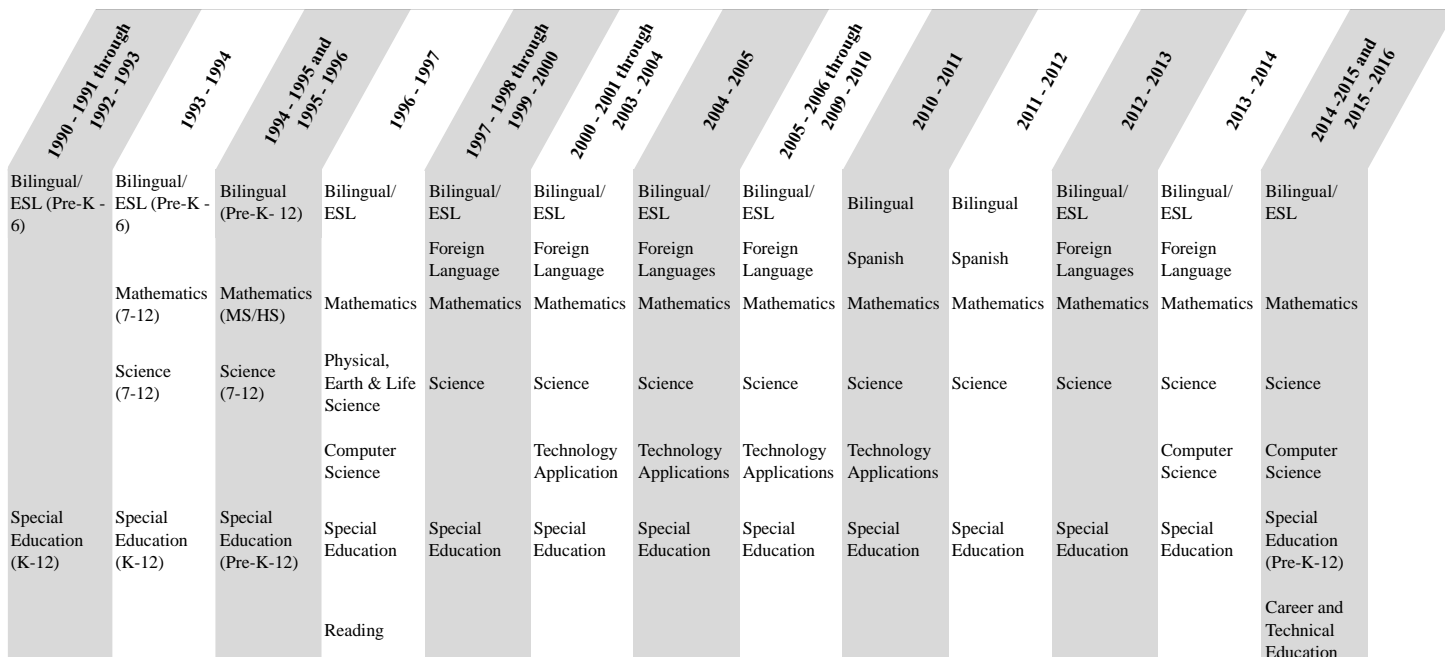 1990 - 1991 through
1992 - 1993
1993 - 1994
1994 - 1995 and
1995 - 1996
1996 - 1997
1997 - 1998 through
1999 - 2000
2000 - 2001 through
2003 - 2004
2004 - 2005
2005 - 2006 through
2009 - 2010
2010 - 2011
2011 - 2012
2012 - 2013
2013 - 2014
2014 -2015 and
2015 - 2016
Bilingual/
ESL (Pre-K -
6)
Bilingual/
ESL (Pre-K -
6)
Bilingual
(Pre-K- 12)
Bilingual/
ESL
Bilingual/
ESL
Bilingual/
ESL
Bilingual/
ESL
Bilingual/
ESL
Bilingual
Bilingual
Bilingual/
ESL
Bilingual/
ESL
Bilingual/
ESL
Foreign
Language
Foreign
Language
Foreign
Languages
Foreign
Language
Spanish
Spanish
Foreign
Languages
Foreign
Language
Mathematics
(7-12)
Mathematics
(MS/HS)
Mathematics
Mathematics
Mathematics
Mathematics
Mathematics
Mathematics
Mathematics
Mathematics
Mathematics
Mathematics
Science
(7-12)
Science
(7-12)
Physical,
Earth & Life
Science
Science
Science
Science
Science
Science
Science
Science
Science
Science
Computer
Science
Technology
Application
Technology
Applications
Technology
Applications
Technology
Applications
Computer
Science
Computer
Science
Special
Education
(K-12)
Special
Education
(K-12)
Special
Education
(Pre-K-12)
Special
Education
Special
Education
Special
Education
Special
Education
Special
Education
Special
Education
Special
Education
Special
Education
Special
Education
Special
Education
(Pre-K-12)
Reading
Career and
Technical
Education